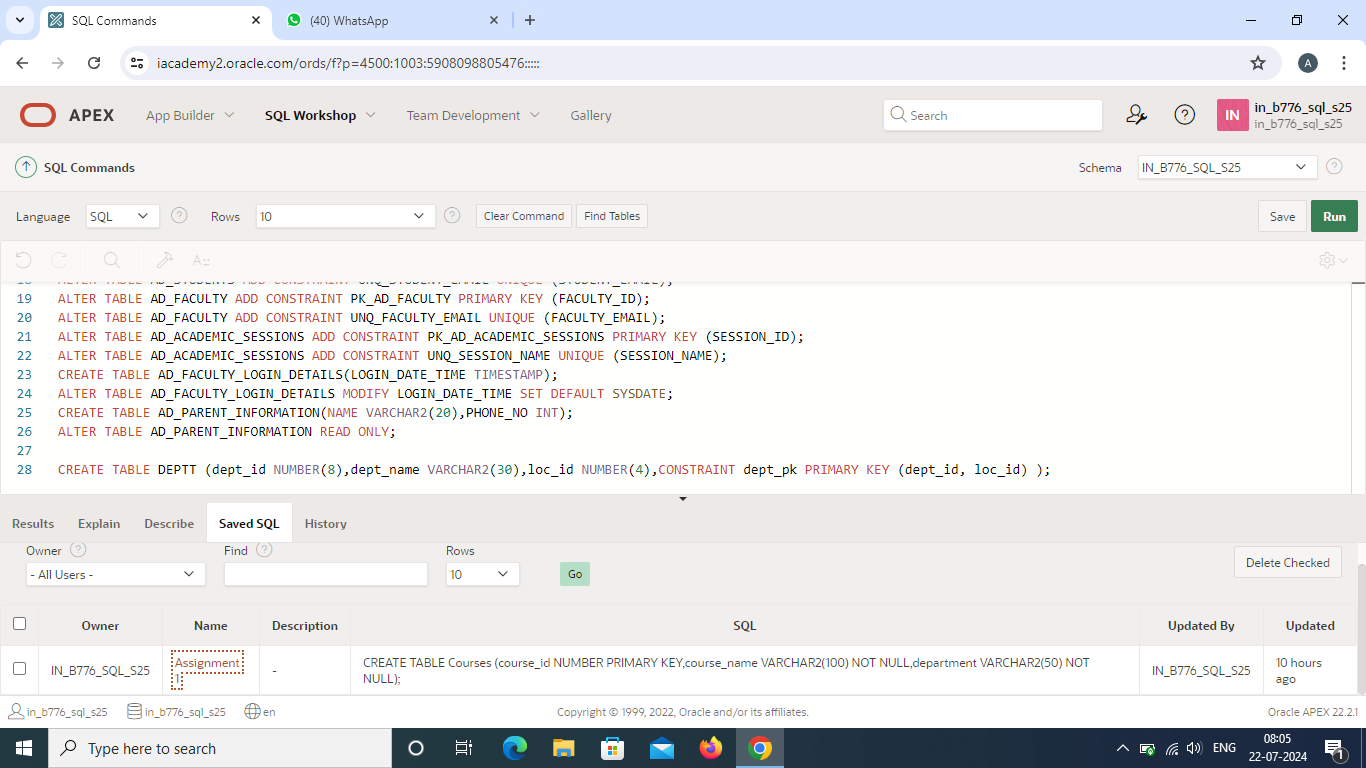 SQL Commands
(40) WhatsApp
iacademy2.oracle.com/ords/f?p=4500:1003:5908098805476:::::
A
APEX
App Builder
SQL Workshop
Team Development
Gallery
Search
IN
in_b776_sql_s25
in_b776_sql_s25
SQL Commands
Schema
IN_B776_SQL_S25
Language
SQL
Rows
10
Clear Command
Find Tables
Save
Run
18 ALTER TABLE AD_STUDENTS ADD CONSTRAINT UNQ_STUDENT_EMAIL UNIQUE (STUDENT_EMAIL);
19 ALTER TABLE AD_FACULTY ADD CONSTRAINT PK_AD_FACULTY PRIMARY KEY (FACULTY_ID);
20 ALTER TABLE AD_FACULTY ADD CONSTRAINT UNQ_FACULTY_EMAIL UNIQUE (FACULTY_EMAIL);
21 ALTER TABLE AD_ACADEMIC_SESSIONS ADD CONSTRAINT PK_AD_ACADEMIC_SESSIONS PRIMARY KEY (SESSION_ID);
22 ALTER TABLE AD_ACADEMIC_SESSIONS ADD CONSTRAINT UNQ_SESSION_NAME UNIQUE (SESSION_NAME);
23 CREATE TABLE AD_FACULTY_LOGIN_DETAILS(LOGIN_DATE_TIME TIMESTAMP);
24 ALTER TABLE AD_FACULTY_LOGIN_DETAILS MODIFY LOGIN_DATE_TIME SET DEFAULT SYSDATE;
25 CREATE TABLE AD_PARENT_INFORMATION(NAME VARCHAR2(20),PHONE_NO INT);
26 ALTER TABLE AD_PARENT_INFORMATION READ ONLY;
27
28 CREATE TABLE DEPTT (dept_id NUMBER(8),dept_name VARCHAR2(30),loc_id NUMBER(4),CONSTRAINT dept_pk PRIMARY KEY (dept_id, loc_id) );
Results
Explain
Describe
Saved SQL
History
Owner
Find
Rows
- All Users -
10
Go
Delete Checked
Owner
Name
Description
SQL
Updated By
Updated
IN_B776_SQL_S25
Assignment
1
-
CREATE TABLE Courses (course_id NUMBER PRIMARY KEY,course_name VARCHAR2(100) NOT NULL,department VARCHAR2(50) NOT
NULL);
IN_B776_SQL_S25
10 hours
ago
in_b776_sql_s25
in_b776_sql_s25
en
Copyright © 1999, 2022, Oracle and/or its affiliates.
Oracle APEX 22.2.1
Type here to search
ENG
08:05
22-07-2024
1